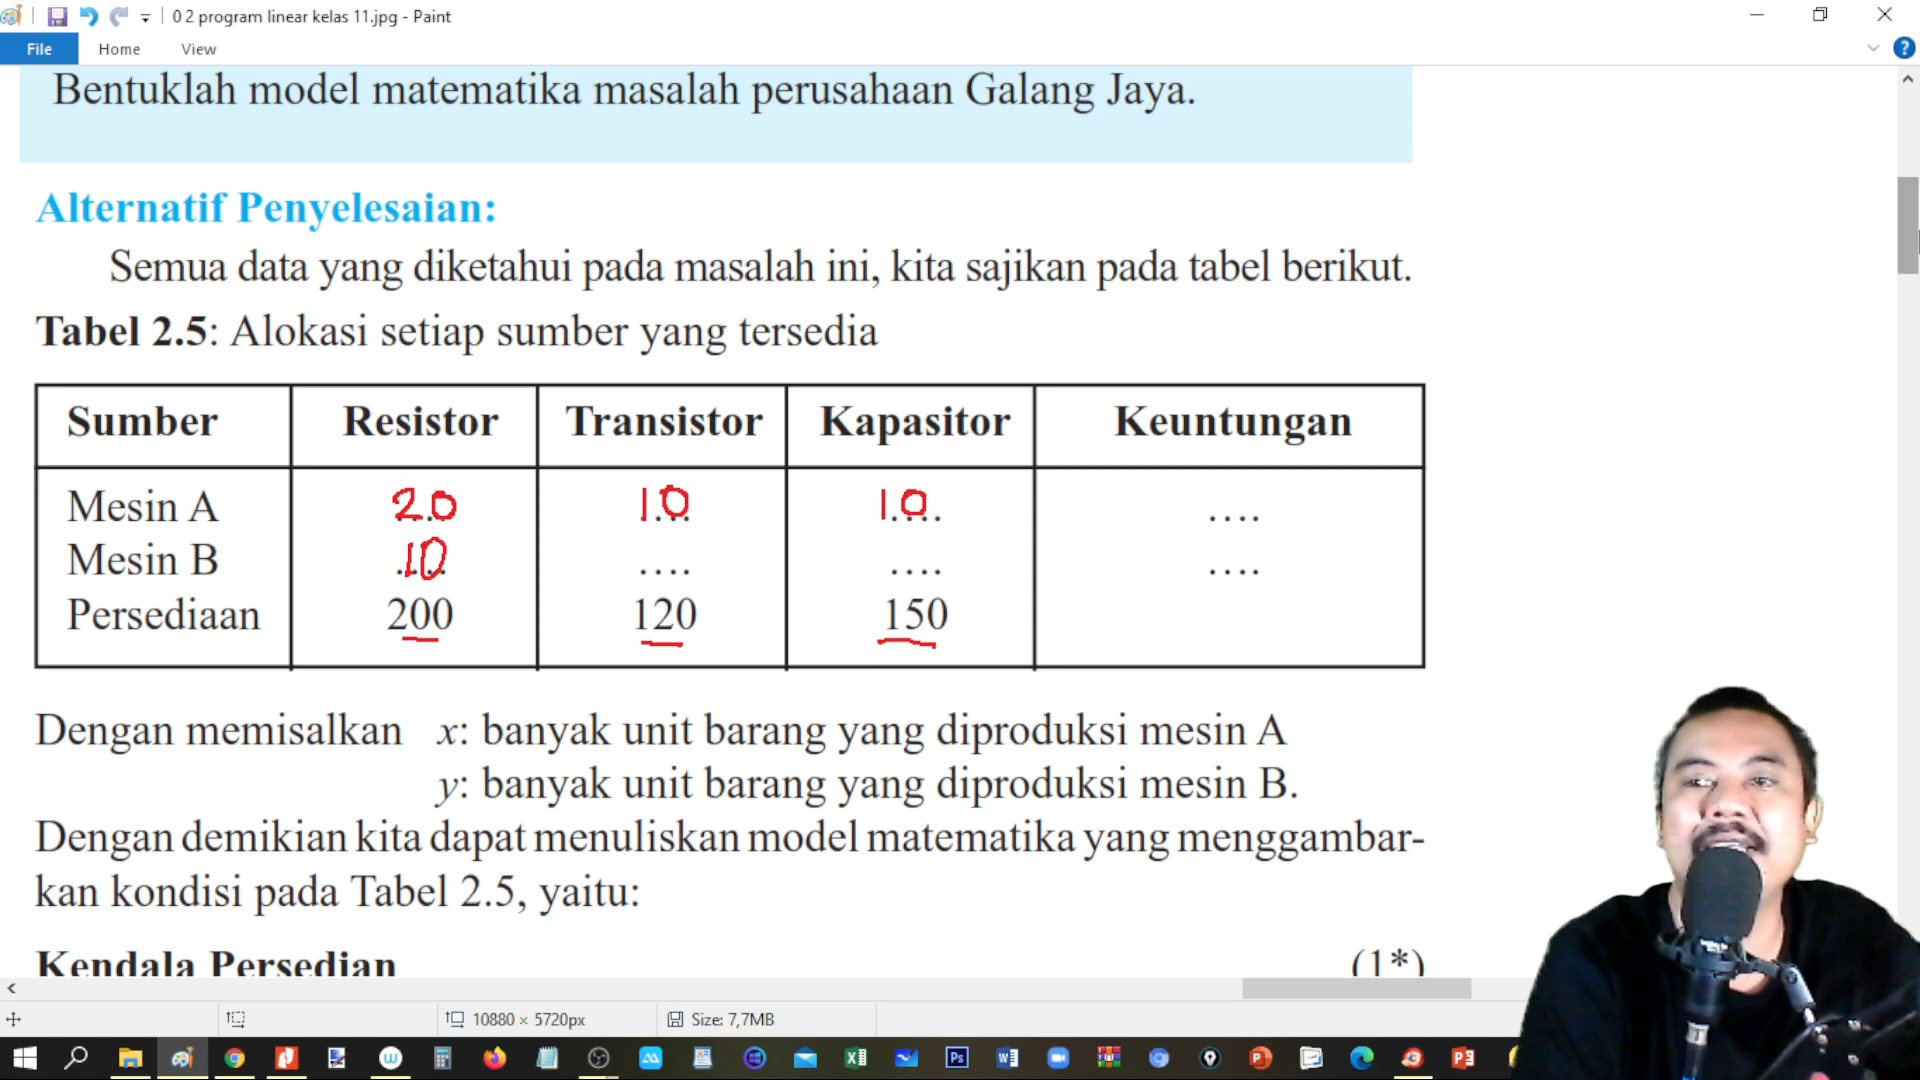 0 2 program linear kelas 11.jpg - Paint
File Home View
Bentuklah model matematika masalah perusahaan Galang Jaya.
Alternatif Penyelesaian:
Semua data yang diketahui pada masalah ini, kita sajikan pada tabel berikut.
Tabel 2.5: Alokasi setiap sumber yang tersedia
Sumber Resistor Transistor Kapasitor Keuntungan
Mesin A 20 10 10 ....
Mesin B 10 .... .... ....
Persediaan 200 120 150
Dengan memisalkan x: banyak unit barang yang diproduksi mesin A
y: banyak unit barang yang diproduksi mesin B.
Dengan demikian kita dapat menuliskan model matematika yang menggambar-
kan kondisi pada Tabel 2.5, yaitu:
Kendala Persedian (1*)
10880 × 5720px Size: 7,7MB